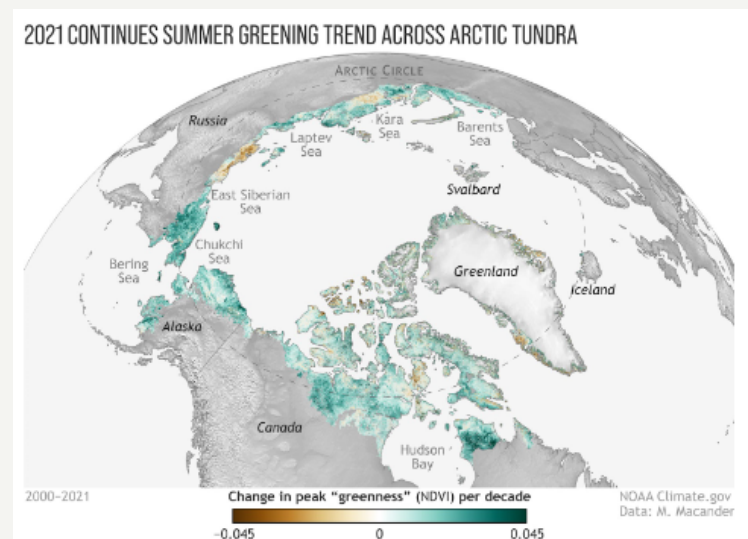 2021 CONTINUES SUMMER GREENING TREND ACROSS ARCTIC TUNDRA
ARCTIC CIRCLE
Russia
Kara
Sea
Barents
Sea
Laptev
Sea
Svalbard
East Siberian
Sea
Chukchi
Sea
Bering
Sea
Greenland
Iceland
Alaska
Canada
Hudson
Bay
2000–2021
Change in peak "greenness" (NDVI) per decade
-0.045
0
0.045
NOAA Climate.gov
Data: M. Macander